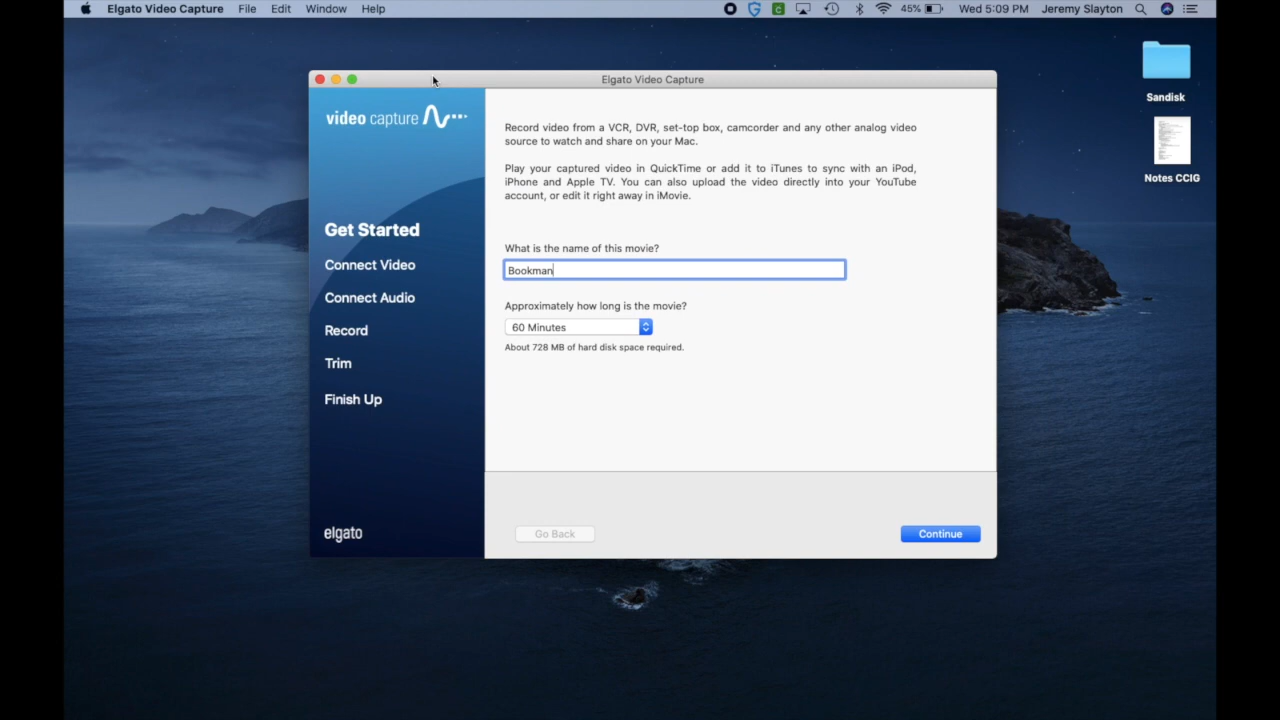 Elgato Video Capture File Edit Window Help 45% Wed 5:09 PM Jeremy Slayton
Elgato Video Capture
video capture
Get Started
Connect Video
Connect Audio
Record
Trim
Finish Up
elgato
Record video from a VCR, DVR, set-top box, camcorder and any other analog video
source to watch and share on your Mac.
Play your captured video in QuickTime or add it to iTunes to sync with an iPod,
iPhone and Apple TV. You can also upload the video directly into your YouTube
account, or edit it right away in iMovie.
What is the name of this movie?
Bookman
Approximately how long is the movie?
60 Minutes
About 728 MB of hard disk space required.
Go Back
Continue
Sandisk
Notes CCIG